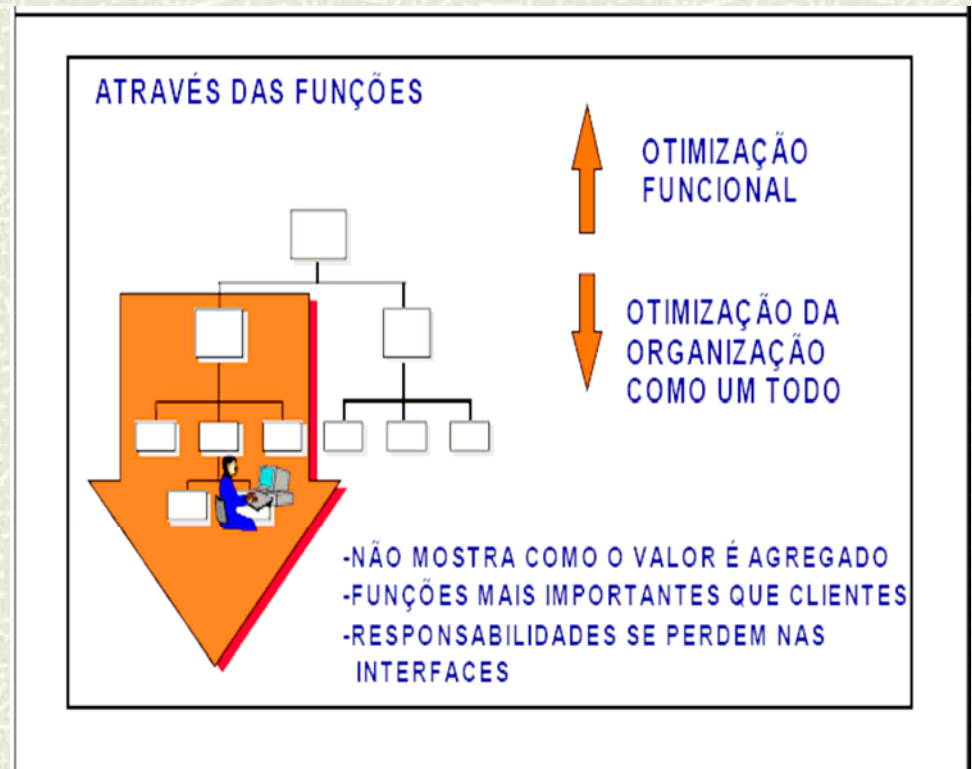 ATRAVÉS DAS FUNÇÕES
OTIMIZAÇÃO
FUNCIONAL
OTIMIZAÇÃO DA
ORGANIZAÇÃO
COMO UM TODO
-NÃO MOSTRA COMO O VALOR É AGREGADO
-FUNÇÕES MAIS IMPORTANTES QUE CLIENTES
-RESPONSABILIDADES SE PERDEM NAS
INTERFACES